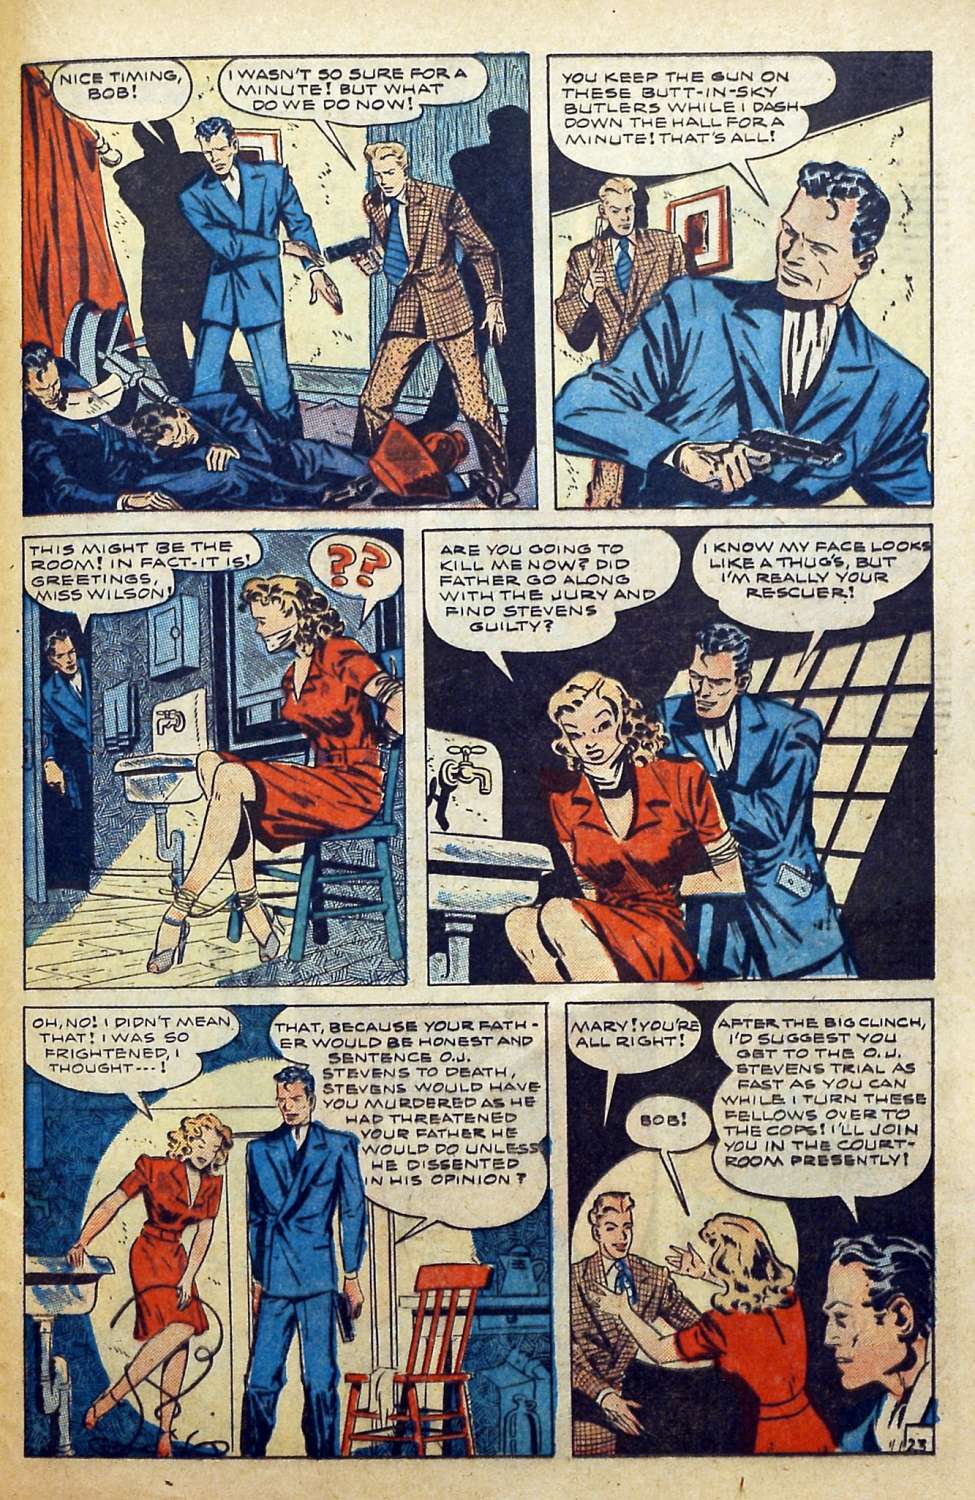 NICE TIMING,
BOB!
I WASN'T SO SURE FOR A
MINUTE! BUT WHAT
DO WE DO NOW!
YOU KEEP THE GUN ON
THESE BUTT-IN-SKY
BUTLERS WHILE I DASH
DOWN THE HALL FOR A
MINUTE! THAT'S ALL!
THIS MIGHT BE THE
ROOM! IN FACT-IT IS!
GREETINGS,
MISS WILSON!
??
ARE YOU GOING TO
KILL ME NOW? DID
FATHER GO ALONG
WITH THE JURY AND
FIND STEVENS
GUILTY?
I KNOW MY FACE LOOKS
LIKE A THUG'S, BUT
I'M REALLY YOUR
RESCUER!
OH, NO! I DIDN'T MEAN
THAT! I WAS SO
FRIGHTENED, I
THOUGHT---!
THAT, BECAUSE YOUR FATH-
ER WOULD BE HONEST AND
SENTENCE O.J.
STEVENS TO DEATH,
STEVENS WOULD HAVE
YOU MURDERED AS HE
HAD THREATENED
YOUR FATHER HE
WOULD DO UNLESS
HE DISSENTED
IN HIS OPINION?
MARY! YOU'RE
ALL RIGHT!
BOB!
AFTER THE BIG CLINCH,
I'D SUGGEST YOU
GET TO THE O.J.
STEVENS TRIAL AS
FAST AS YOU CAN
WHILE I TURN THESE
FELLOWS OVER TO
THE COPS! I'LL JOIN
YOU IN THE COURT-
ROOM PRESENTLY!
23